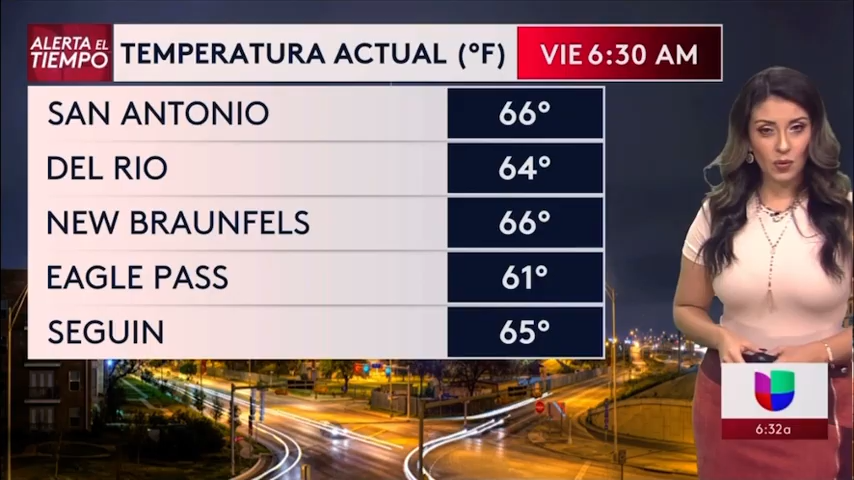 ALERTA EL
TIEMPO
TEMPERATURA ACTUAL (°F)
VIE 6:30 AM
SAN ANTONIO 66°
DEL RIO 64°
NEW BRAUNFELS 66°
EAGLE PASS 61°
SEGUIN 65°
6:32a